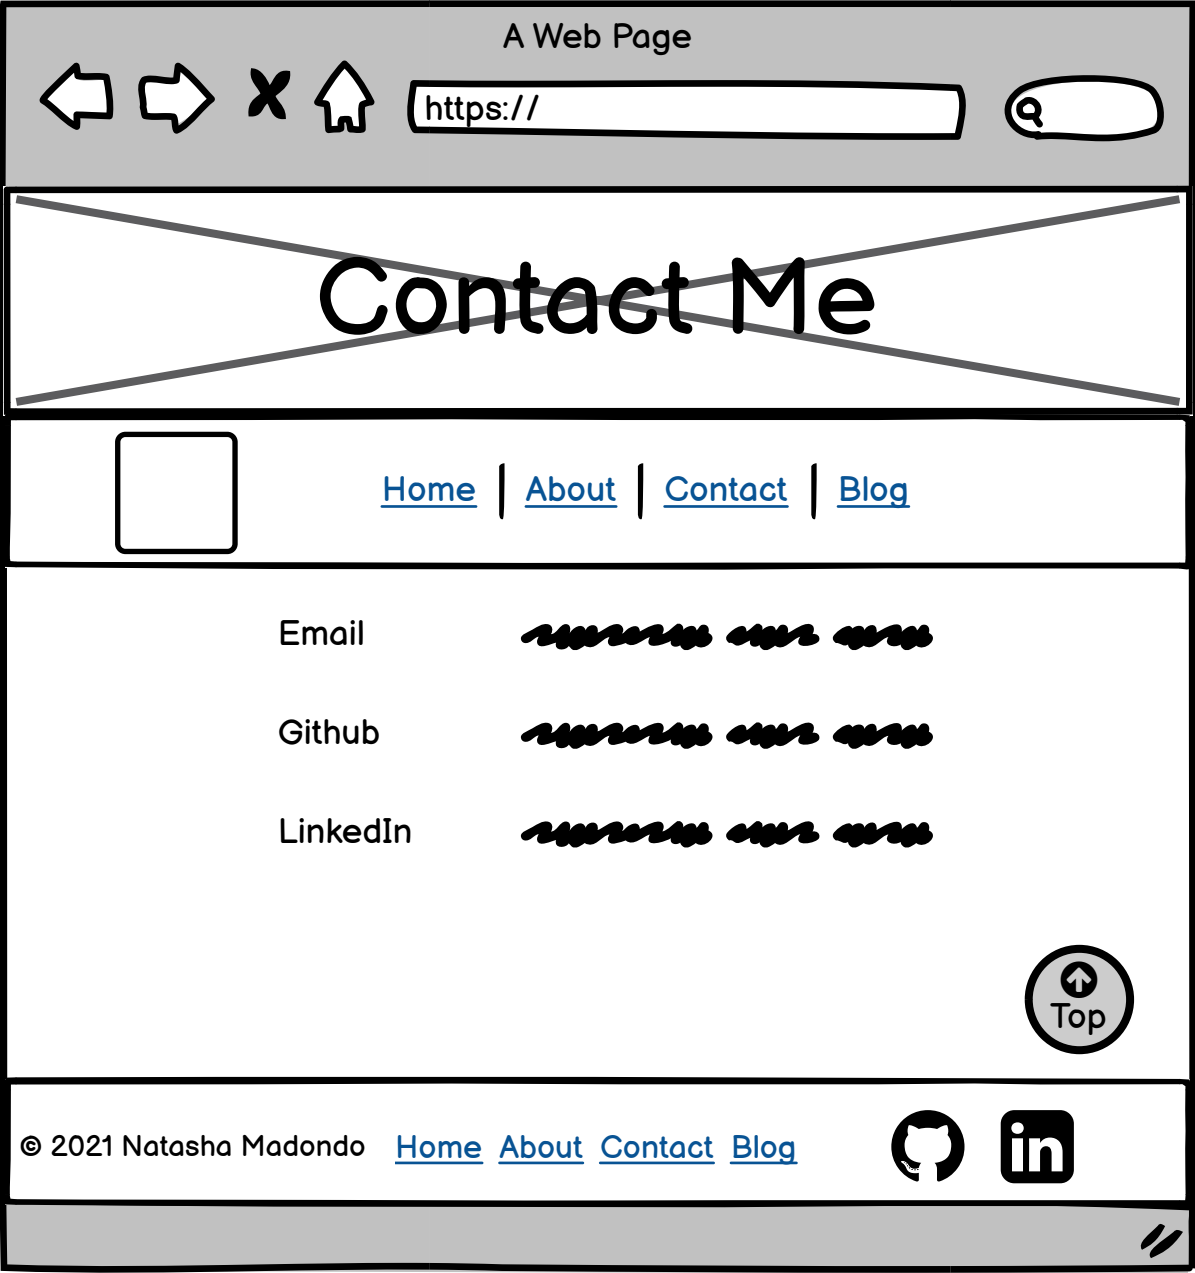 A Web Page
https://
Contact Me
Home | About | Contact | Blog
Email
Github
LinkedIn
Top
© 2021 Natasha Madondo Home About Contact Blog
in